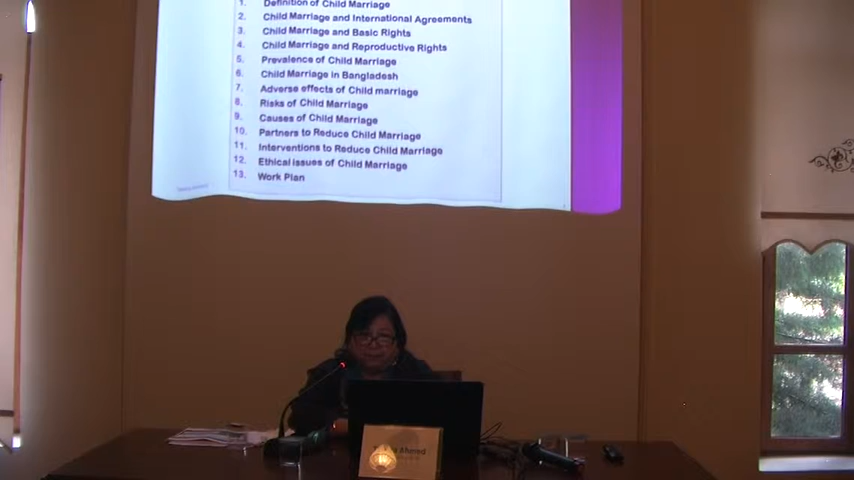 1. Definition of Child Marriage
2. Child Marriage and International Agreements
3. Child Marriage and Basic Rights
4. Child Marriage and Reproductive Rights
5. Prevalence of Child Marriage
6. Child Marriage in Bangladesh
7. Adverse effects of Child marriage
8. Risks of Child Marriage
9. Causes of Child Marriage
10. Partners to Reduce Child Marriage
11. Interventions to Reduce Child Marriage
12. Ethical issues of Child Marriage
13. Work Plan
Ahmed